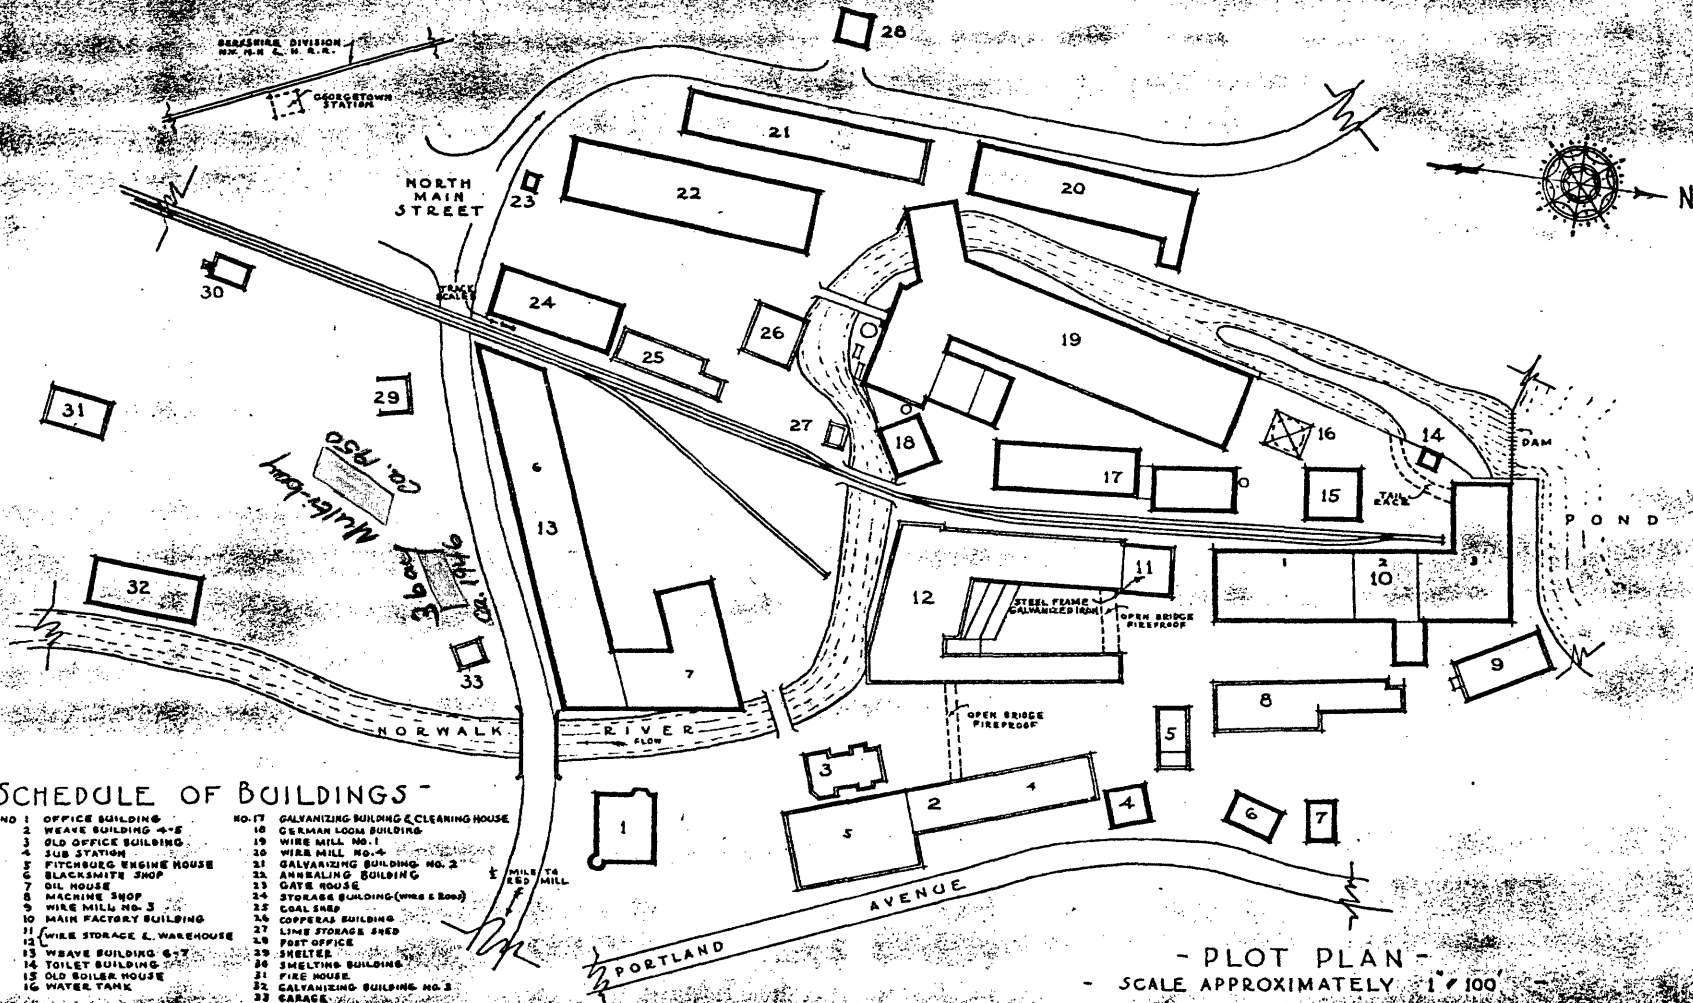 28
BERKSHIRE DIVISION
N.Y. N.H. & H. R.R.
GEORGETOWN
STATION
21
20
22
NORTH
MAIN
STREET
23
N
30
TRACK
SCALES
24
25
26
19
31
29
ca. 1950
27
18
16
14
DAM
6
13
17
15
TAIL
RACE
POND
32
3 bay
ca. 1946
12
11
STEEL FRAME
GALVANIZED IRON
OPEN BRIDGE
FIREPROOF
1
2
10
3
9
33
7
8
NORWALK RIVER
FLOW
OPEN BRIDGE
FIREPROOF
5
3
4
2
5
4
6
7
1
½ MILE TO
RED MILL
PORTLAND AVENUE
SCHEDULE OF BUILDINGS -
NO 1 OFFICE BUILDING
2 WEAVE BUILDING 4-5
3 OLD OFFICE BUILDING
4 SUB STATION
5 FITCHBURG ENGINE HOUSE
6 BLACKSMITH SHOP
7 OIL HOUSE
8 MACHINE SHOP
9 WIRE MILL NO. 3
10 MAIN FACTORY BUILDING
11
12 { WIRE STORAGE & WAREHOUSE
13 WEAVE BUILDING 6-7
14 TOILET BUILDING
15 OLD BOILER HOUSE
16 WATER TANK
NO. 17 GALVANIZING BUILDING & CLEANING HOUSE
18 GERMAN LOOM BUILDING
19 WIRE MILL NO. 1
20 WIRE MILL NO. 4
21 GALVANIZING BUILDING NO. 2
22 ANNEALING BUILDING
23 GATE HOUSE
24 STORAGE BUILDING (WIRE & RODS)
25 COAL SHED
26 COPPERAS BUILDING
27 LIME STORAGE SHED
28 POST OFFICE
29 SHELTER
30 SMELTING BUILDING
31 FIRE HOUSE
32 GALVANIZING BUILDING NO. 3
33 GARAGE
- PLOT PLAN -
- SCALE APPROXIMATELY 1" = 100' -